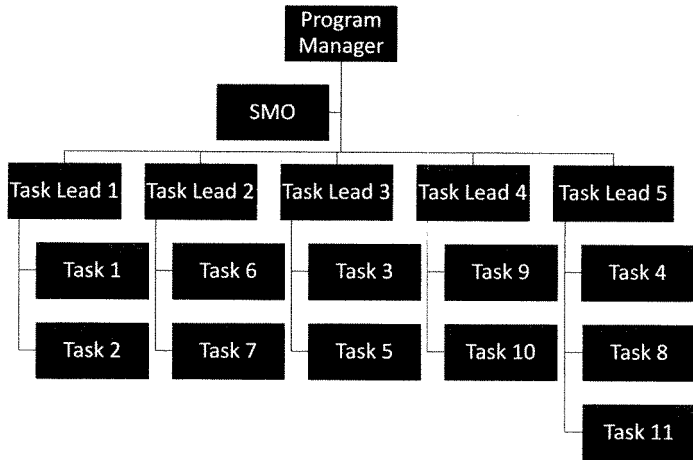 Program
Manager
SMO
Task Lead 1
Task Lead 2
Task Lead 3
Task Lead 4
Task Lead 5
Task 1
Task 6
Task 3
Task 9
Task 4
Task 2
Task 7
Task 5
Task 10
Task 8
Task 11